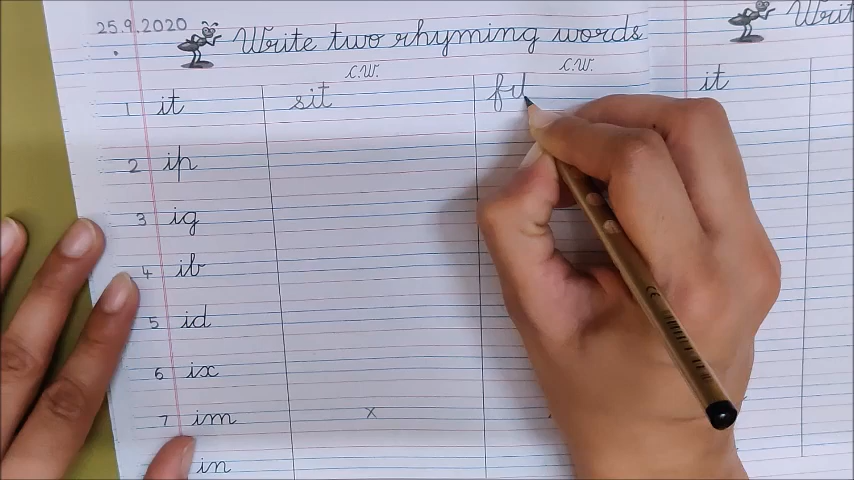 25.9.2020
Write two rhyming words
c.w. c.w.
1 it sit
2 ip
3 ig
4 ib
5 id
6 ix
7 im x
in
Writ
it